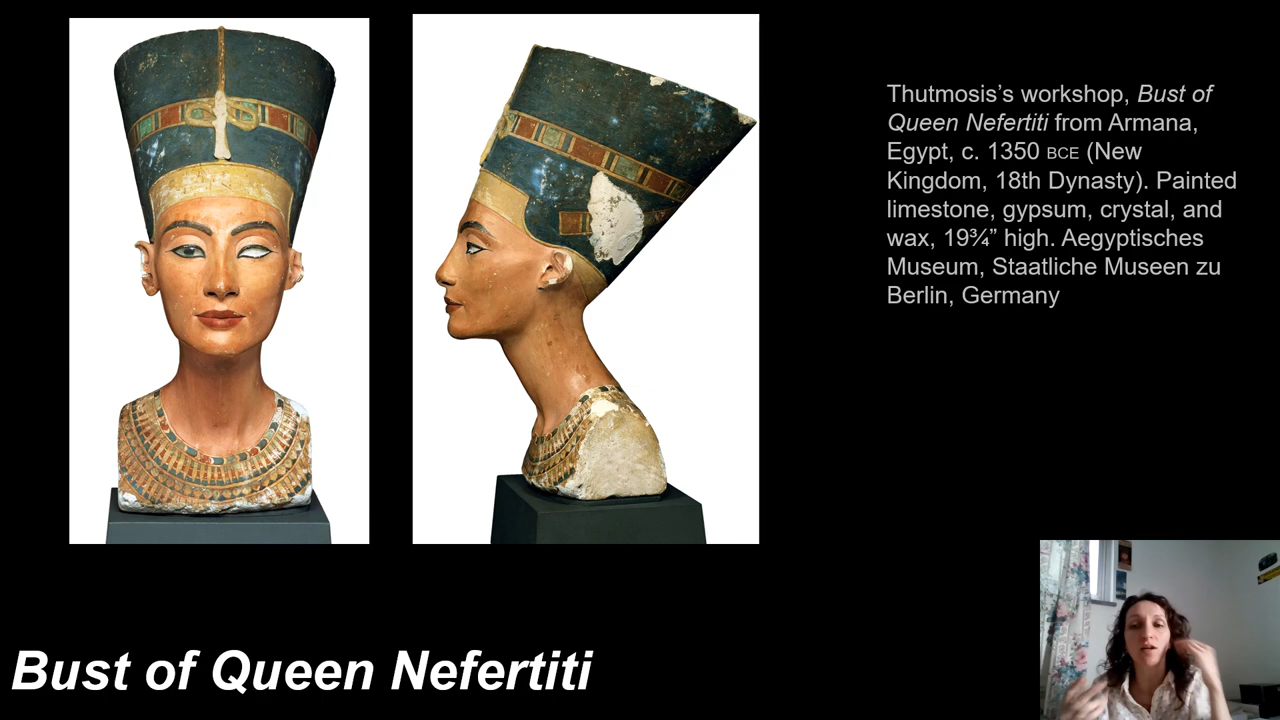 Thutmosis’s workshop, Bust of
Queen Nefertiti from Armana,
Egypt, c. 1350 BCE (New
Kingdom, 18th Dynasty). Painted
limestone, gypsum, crystal, and
wax, 19¾” high. Aegyptisches
Museum, Staatliche Museen zu
Berlin, Germany
Bust of Queen Nefertiti